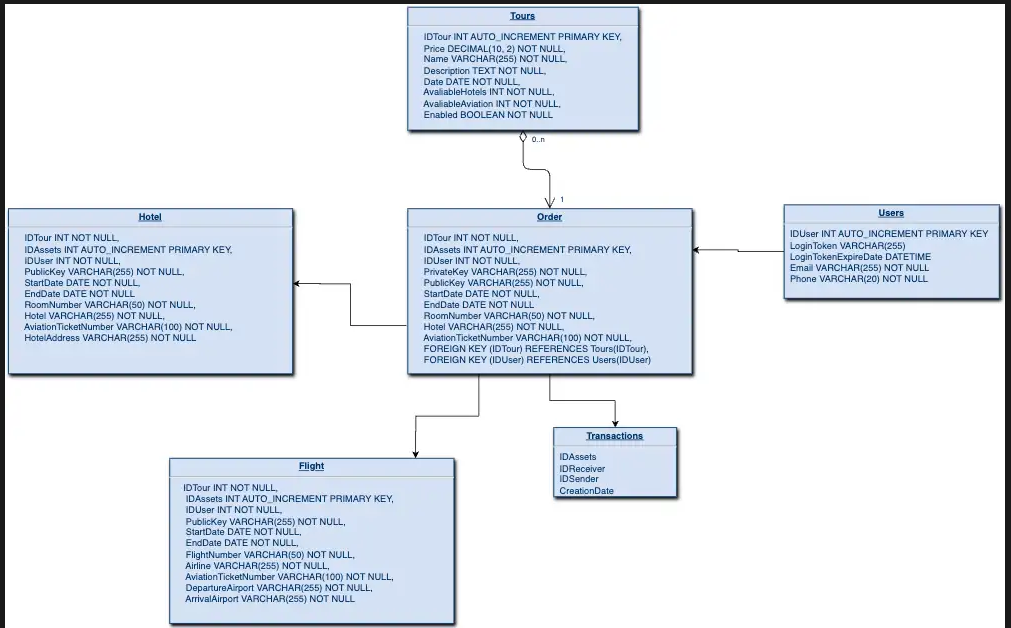 Tours
IDTour INT AUTO_INCREMENT PRIMARY KEY,
Price DECIMAL(10, 2) NOT NULL,
Name VARCHAR(255) NOT NULL,
Description TEXT NOT NULL,
Date DATE NOT NULL,
AvaliableHotels INT NOT NULL,
AvaliableAviation INT NOT NULL,
Enabled BOOLEAN NOT NULL
0..n
1
Hotel
IDTour INT NOT NULL,
IDAssets INT AUTO_INCREMENT PRIMARY KEY,
IDUser INT NOT NULL,
PublicKey VARCHAR(255) NOT NULL,
StartDate DATE NOT NULL,
EndDate DATE NOT NULL
RoomNumber VARCHAR(50) NOT NULL,
Hotel VARCHAR(255) NOT NULL,
AviationTicketNumber VARCHAR(100) NOT NULL,
HotelAddress VARCHAR(255) NOT NULL
Order
IDTour INT NOT NULL,
IDAssets INT AUTO_INCREMENT PRIMARY KEY,
IDUser INT NOT NULL,
PrivateKey VARCHAR(255) NOT NULL,
PublicKey VARCHAR(255) NOT NULL,
StartDate DATE NOT NULL,
EndDate DATE NOT NULL
RoomNumber VARCHAR(50) NOT NULL,
Hotel VARCHAR(255) NOT NULL,
AviationTicketNumber VARCHAR(100) NOT NULL,
FOREIGN KEY (IDTour) REFERENCES Tours(IDTour),
FOREIGN KEY (IDUser) REFERENCES Users(IDUser)
Users
IDUser INT AUTO_INCREMENT PRIMARY KEY
LoginToken VARCHAR(255)
LoginTokenExpireDate DATETIME
Email VARCHAR(255) NOT NULL
Phone VARCHAR(20) NOT NULL
Flight
IDTour INT NOT NULL,
IDAssets INT AUTO_INCREMENT PRIMARY KEY,
IDUser INT NOT NULL,
PublicKey VARCHAR(255) NOT NULL,
StartDate DATE NOT NULL,
EndDate DATE NOT NULL,
FlightNumber VARCHAR(50) NOT NULL,
Airline VARCHAR(255) NOT NULL,
AviationTicketNumber VARCHAR(100) NOT NULL,
DepartureAirport VARCHAR(255) NOT NULL,
ArrivalAirport VARCHAR(255) NOT NULL
Transactions
IDAssets
IDReceiver
IDSender
CreationDate